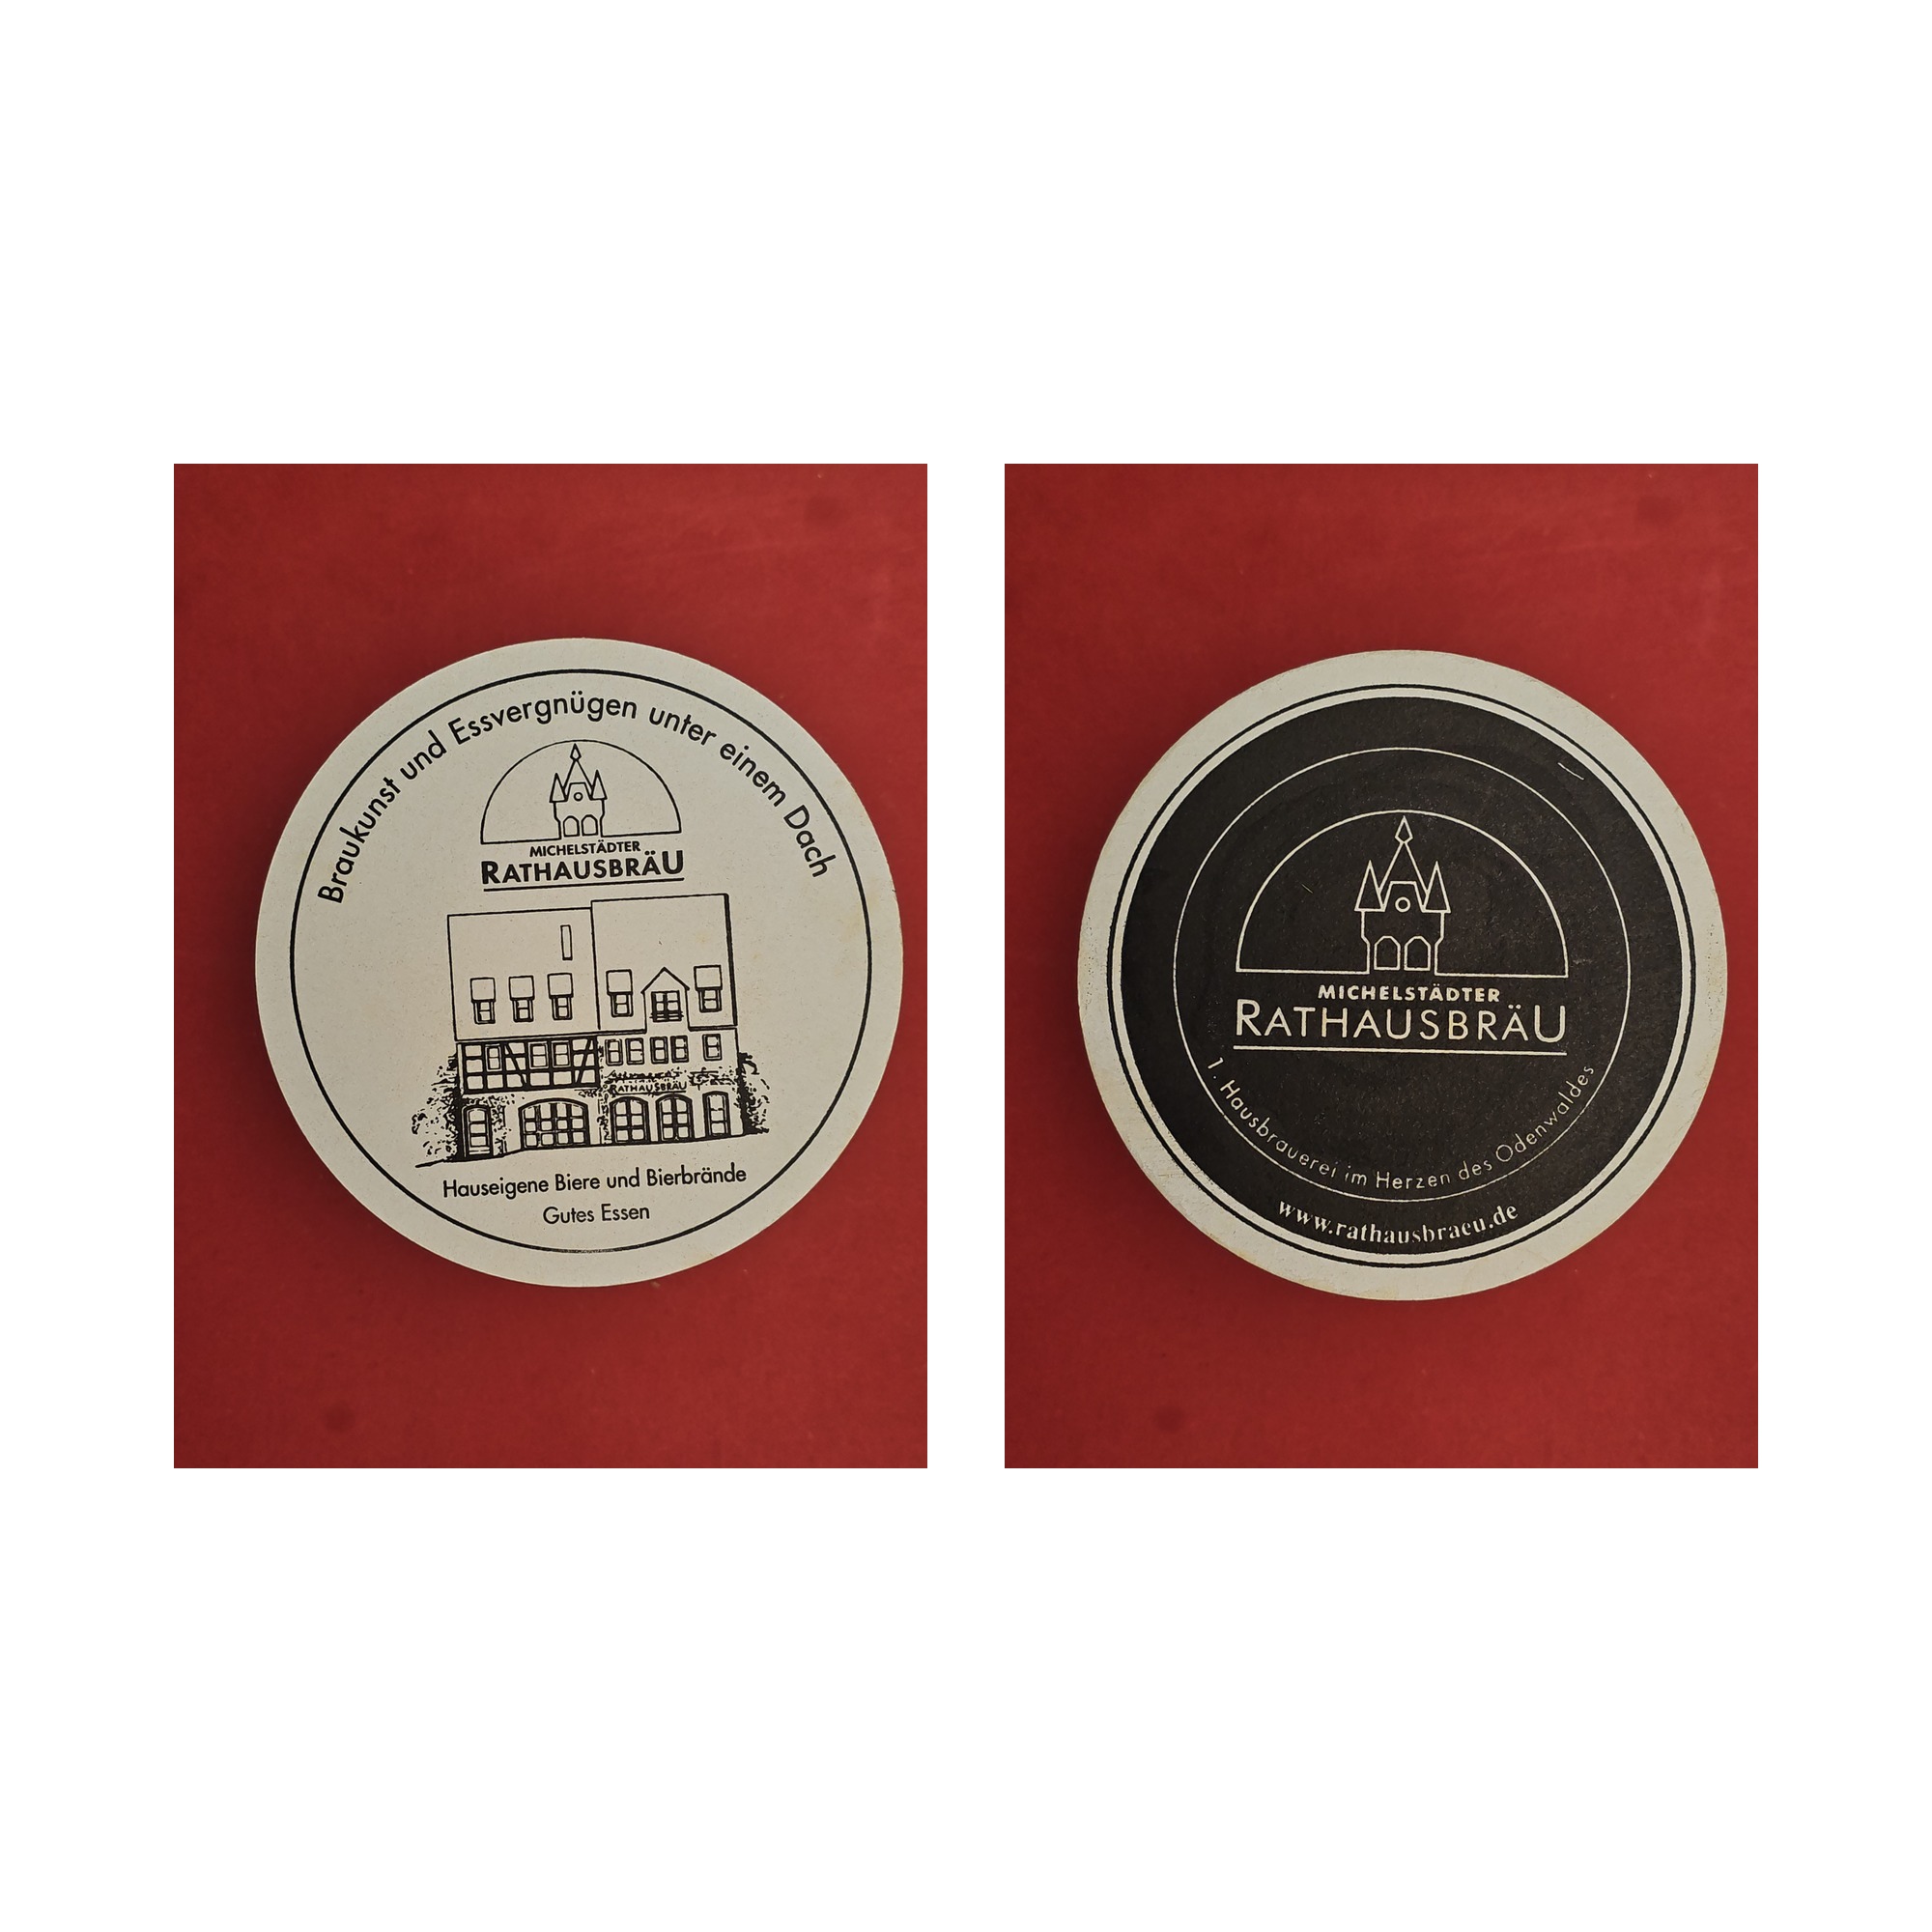 Braukunst und Essvergnügen unter einem Dach
MICHELSTÄDTER
RATHAUSBRÄU
RATHAUSBRÄU
Hauseigene Biere und Bierbrände
Gutes Essen
MICHELSTÄDTER
RATHAUSBRÄU
1. Hausbrauerei im Herzen des Odenwaldes
www.rathausbraeu.de